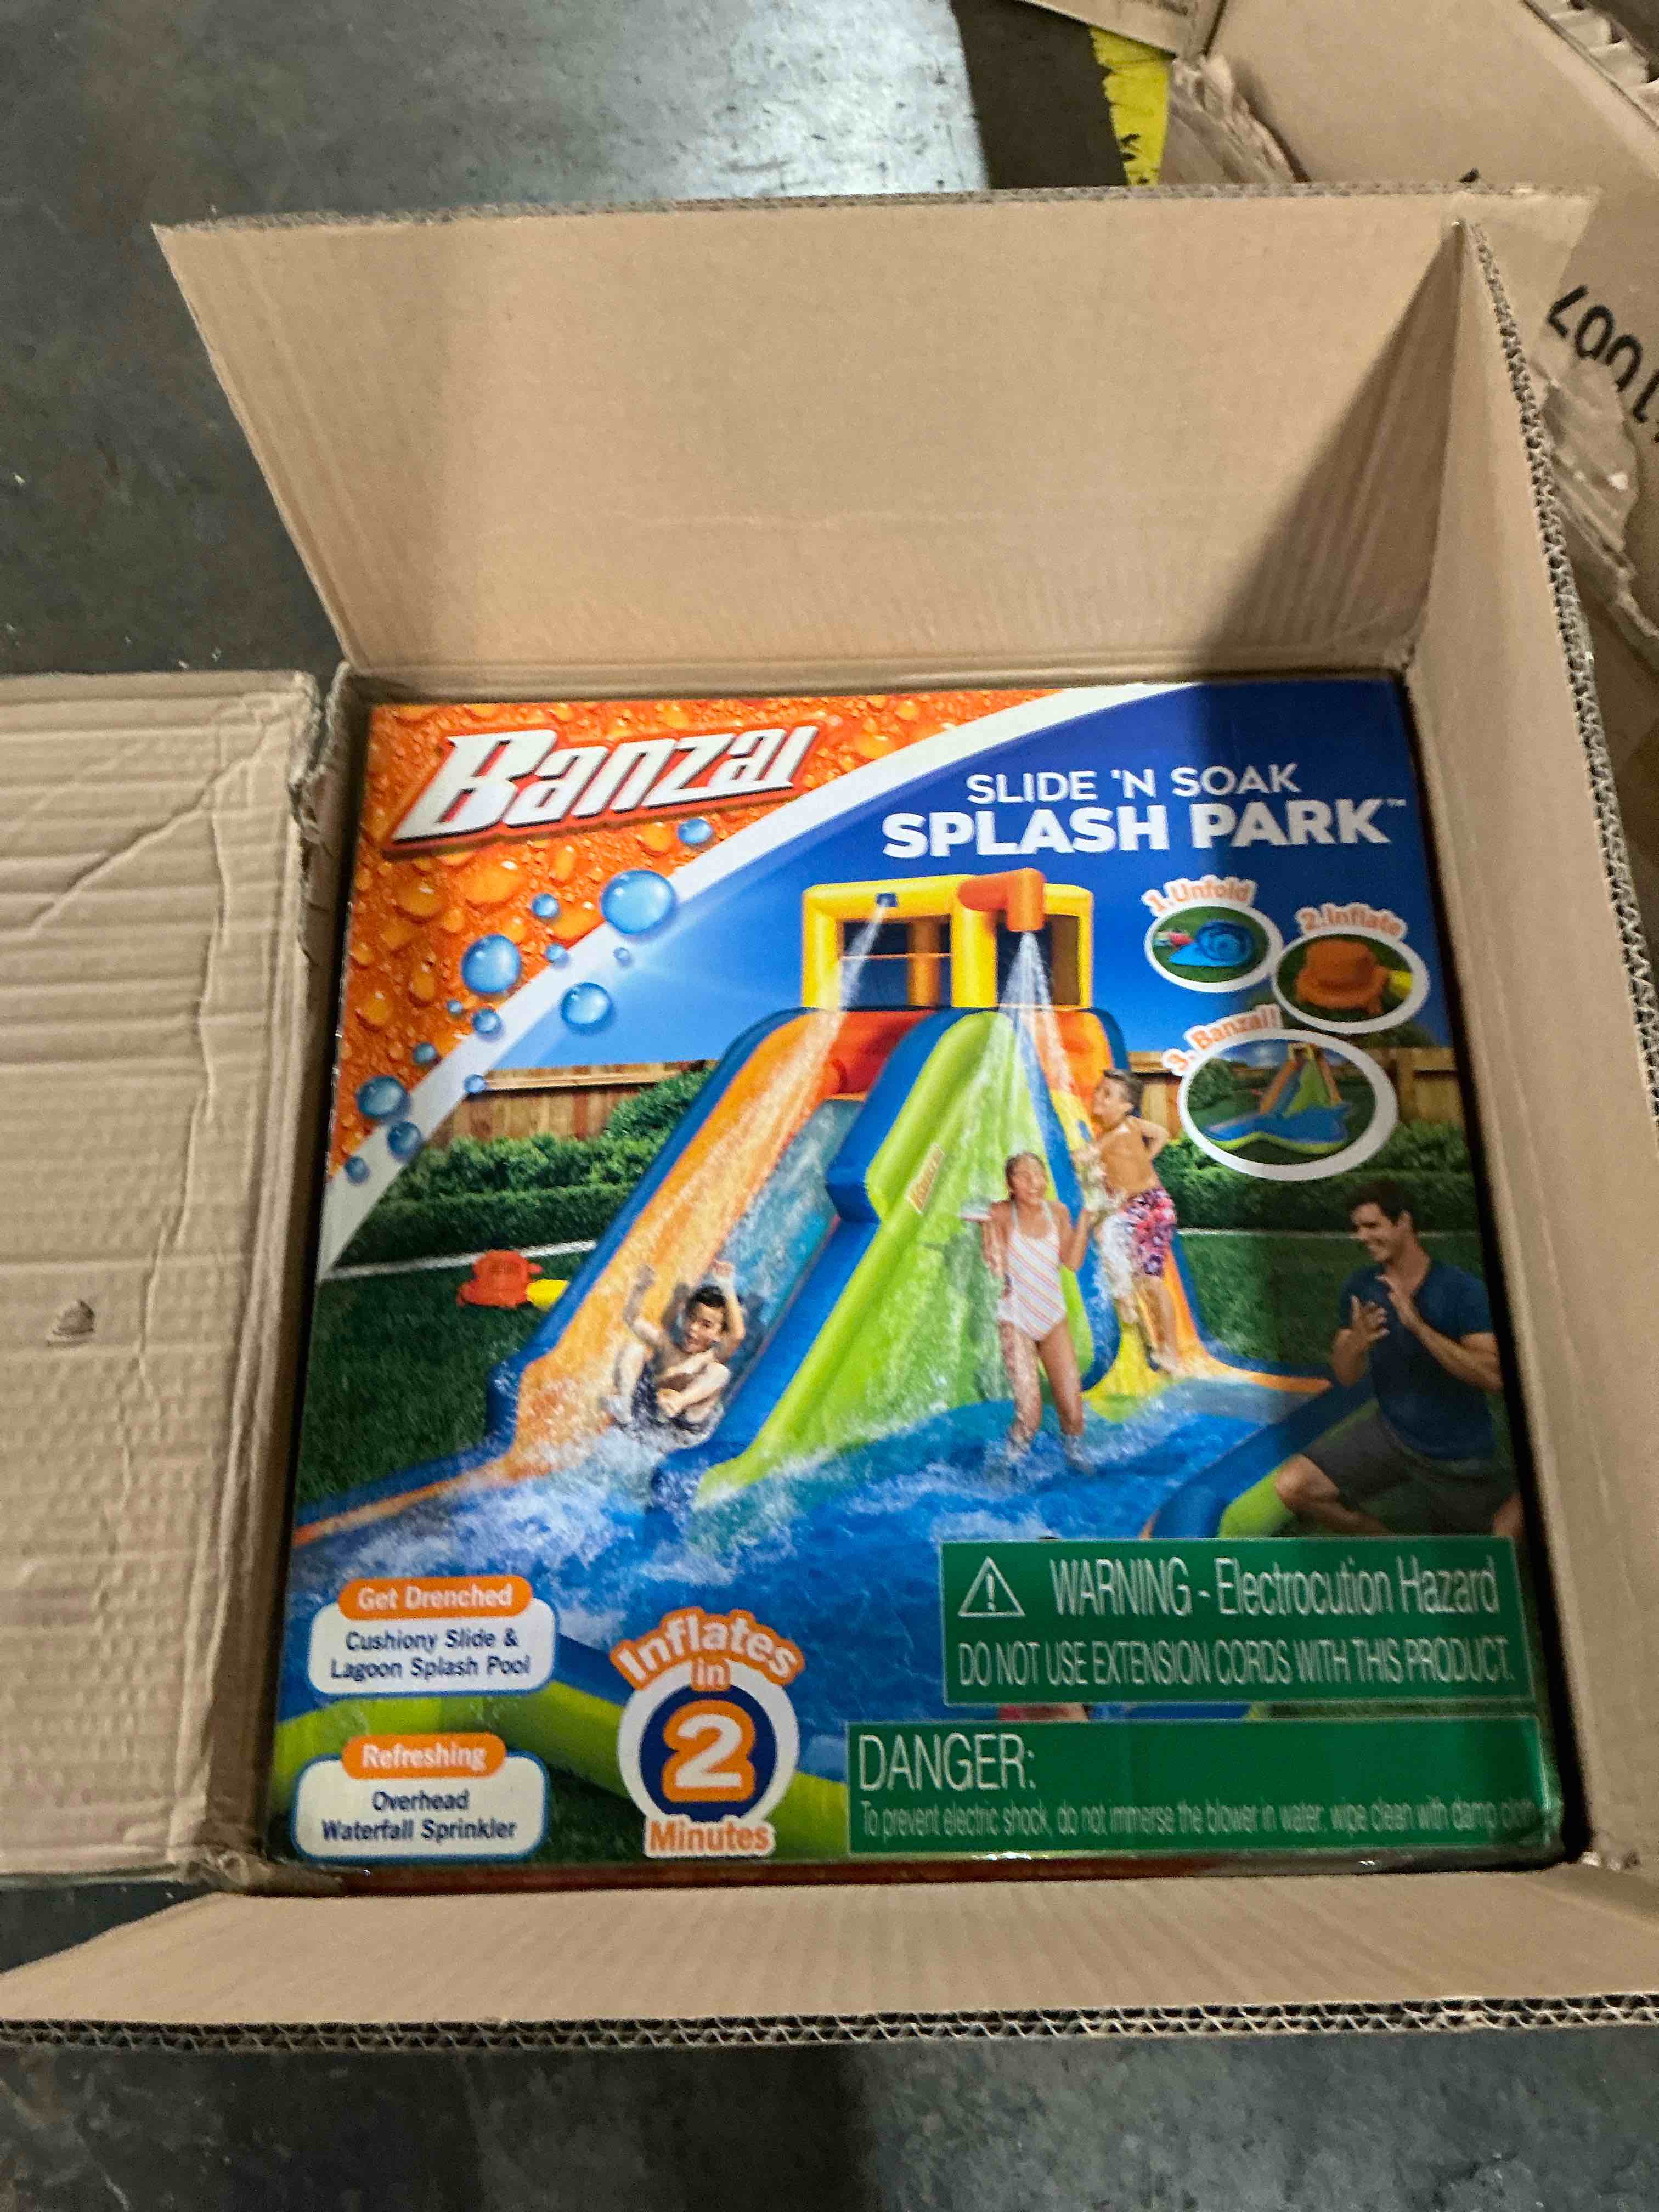 Banzai
SLIDE 'N SOAK
SPLASH PARK™
1. Unfold
2. Inflate
3. Banzai!
Get Drenched
Cushiony Slide &
Lagoon Splash Pool
Refreshing
Overhead
Waterfall Sprinkler
Inflates
in
2
Minutes
WARNING - Electrocution Hazard
DO NOT USE EXTENSION CORDS WITH THIS PRODUCT.
DANGER:
To prevent electric shock, do not immerse the blower in water; wipe clean with damp cloth